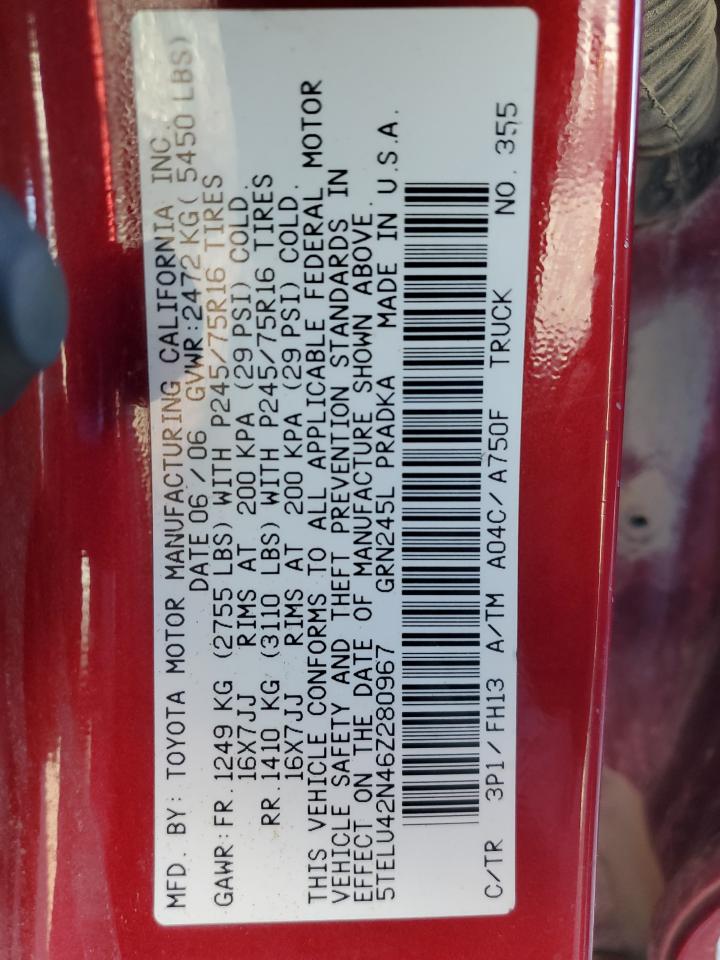 MFD. BY: TOYOTA MOTOR MANUFACTURING CALIFORNIA INC.
DATE 06/06 GVWR:2472KG( 5450 LBS)
GAWR:FR.1249 KG (2755 LBS) WITH P245/75R16 TIRES
16X7JJ RIMS AT 200 KPA (29 PSI) COLD.
RR.1410 KG (3110 LBS) WITH P245/75R16 TIRES
16X7JJ RIMS AT 200 KPA (29 PSI) COLD.
THIS VEHICLE CONFORMS TO ALL APPLICABLE FEDERAL MOTOR
VEHICLE SAFETY AND THEFT PREVENTION STANDARDS IN
EFFECT ON THE DATE OF MANUFACTURE SHOWN ABOVE.
5TELU42N46Z280967 GRN245L PRADKA MADE IN U.S.A.
C/TR 3P1/FH13 A/TM A04C/A750F TRUCK NO. 355